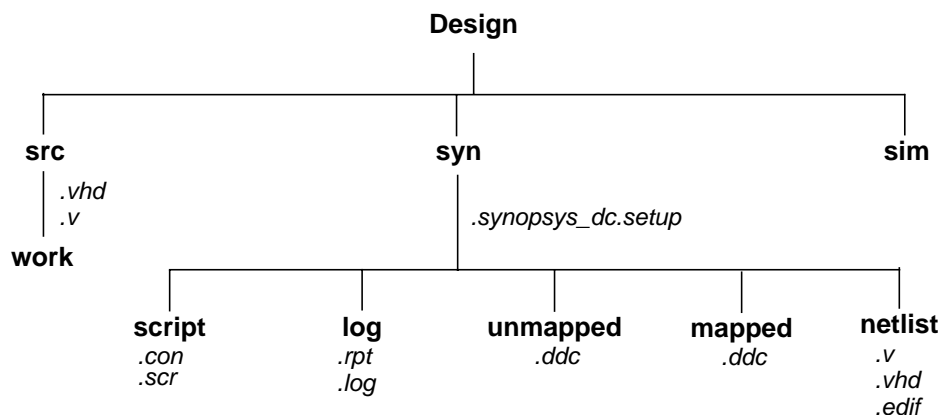 Design
src
syn
sim
.vhd
.v
.synopsys_dc.setup
work
script
log
unmapped
mapped
netlist
.con
.scr
.rpt
.log
.ddc
.ddc
.v
.vhd
.edif